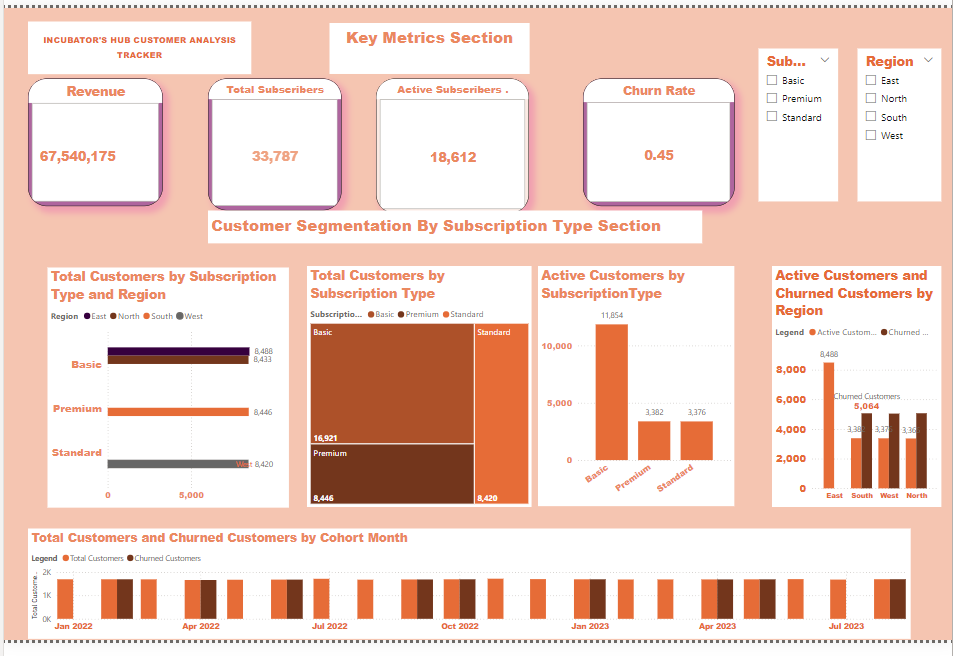 INCUBATOR'S HUB CUSTOMER ANALYSIS
TRACKER
Key Metrics Section
Revenue
67,540,175
Total Subscribers
33,787
Active Subscribers .
18,612
Churn Rate
0.45
Sub...
Basic
Premium
Standard
Region
East
North
South
West
Customer Segmentation By Subscription Type Section
Total Customers by Subscription
Type and Region
Region East North South West
Basic
8,488
8,433
Premium
8,446
Standard
8,420
0 5,000
Total Customers by
Subscription Type
Subscriptio... Basic Premium Standard
Basic
16,921
Premium
8,446
Standard
8,420
Active Customers by
SubscriptionType
11,854
10,000
5,000
3,382 3,376
0
Basic Premium Standard
Active Customers and
Churned Customers by
Region
Legend Active Custom... Churned ...
8,488
8,000
6,000
Churned Customers
5,064
4,000
2,000
0
East South West North
Total Customers and Churned Customers by Cohort Month
Legend Total Customers Churned Customers
Total Custome...
2K
1K
0K
Jan 2022 Apr 2022 Jul 2022 Oct 2022 Jan 2023 Apr 2023 Jul 2023